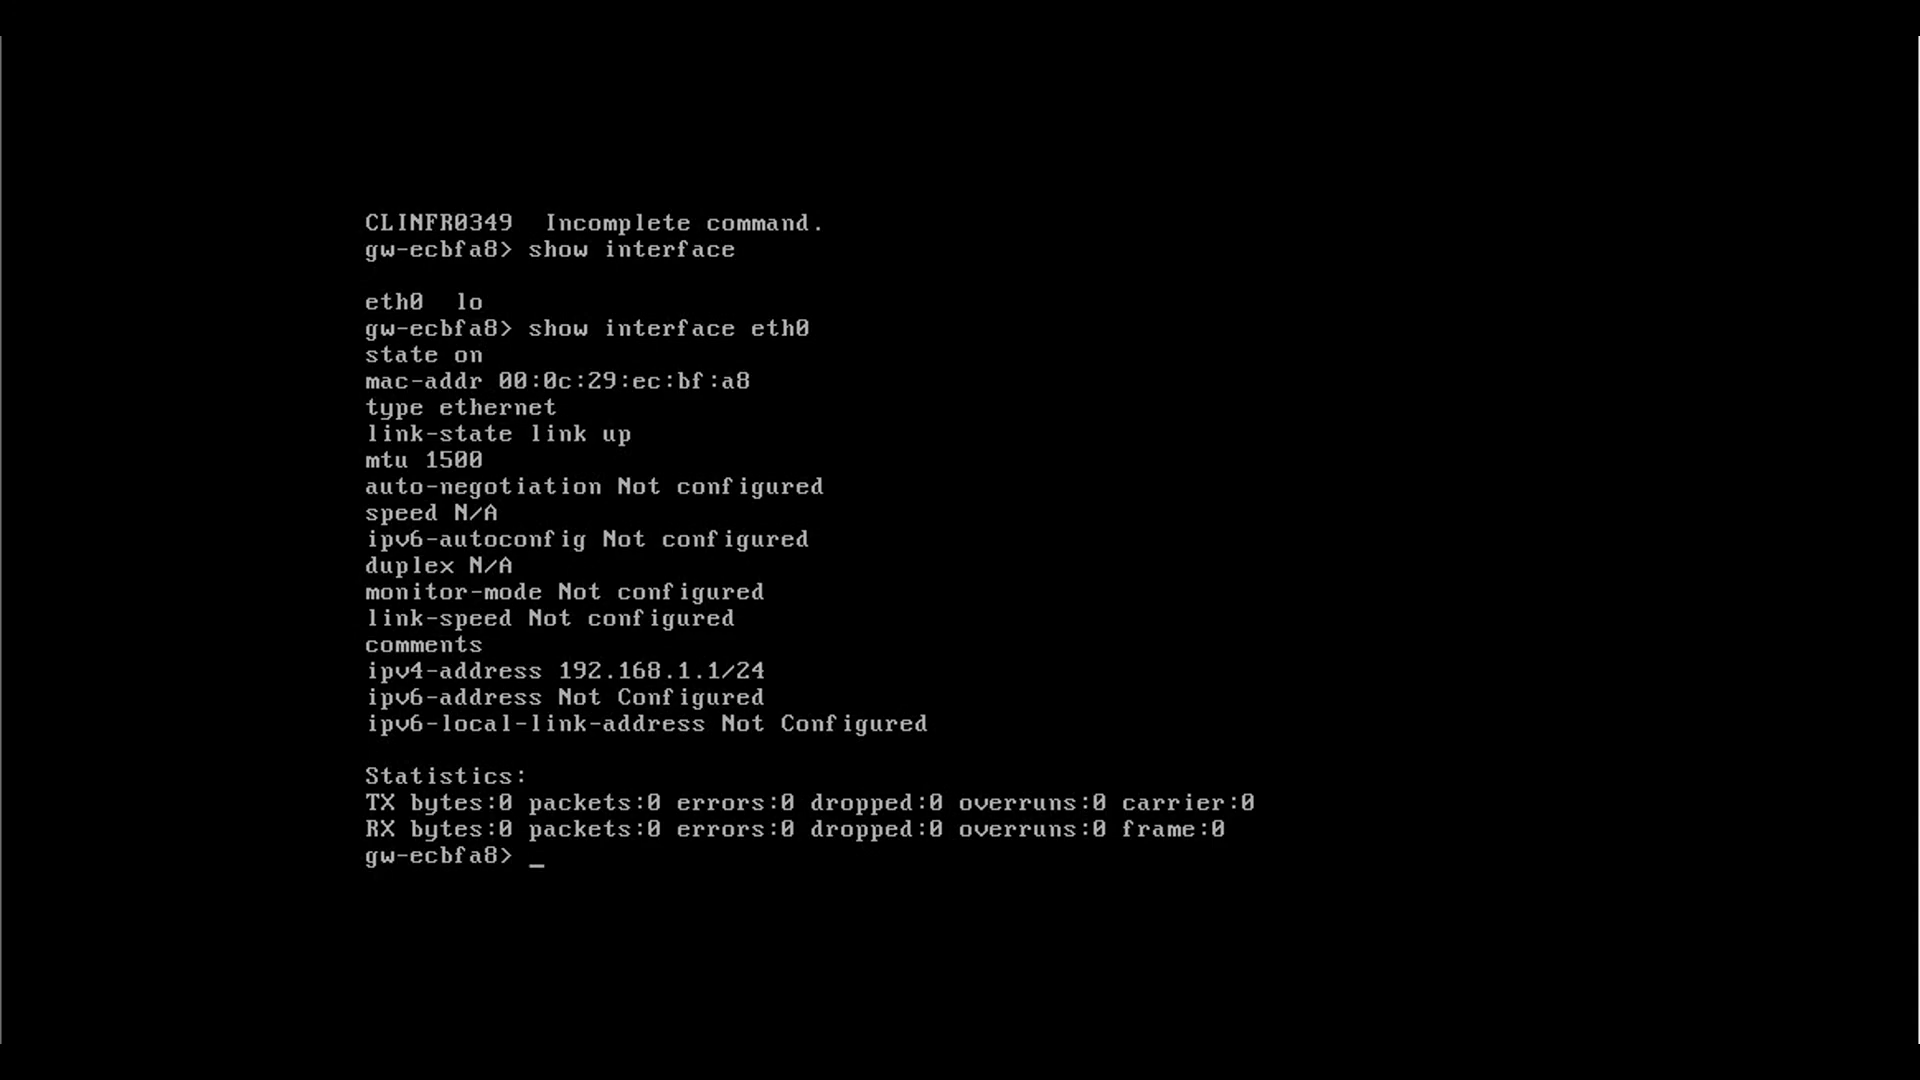 CLINFR0349  Incomplete command.
gw-ecbfa8> show interface
eth0  lo
gw-ecbfa8> show interface eth0
state on
mac-addr 00:0c:29:ec:bf:a8
type ethernet
link-state link up
mtu 1500
auto-negotiation Not configured
speed N/A
ipv6-autoconfig Not configured
duplex N/A
monitor-mode Not configured
link-speed Not configured
comments
ipv4-address 192.168.1.1/24
ipv6-address Not Configured
ipv6-local-link-address Not Configured
Statistics:
TX bytes:0 packets:0 errors:0 dropped:0 overruns:0 carrier:0
RX bytes:0 packets:0 errors:0 dropped:0 overruns:0 frame:0
gw-ecbfa8> _